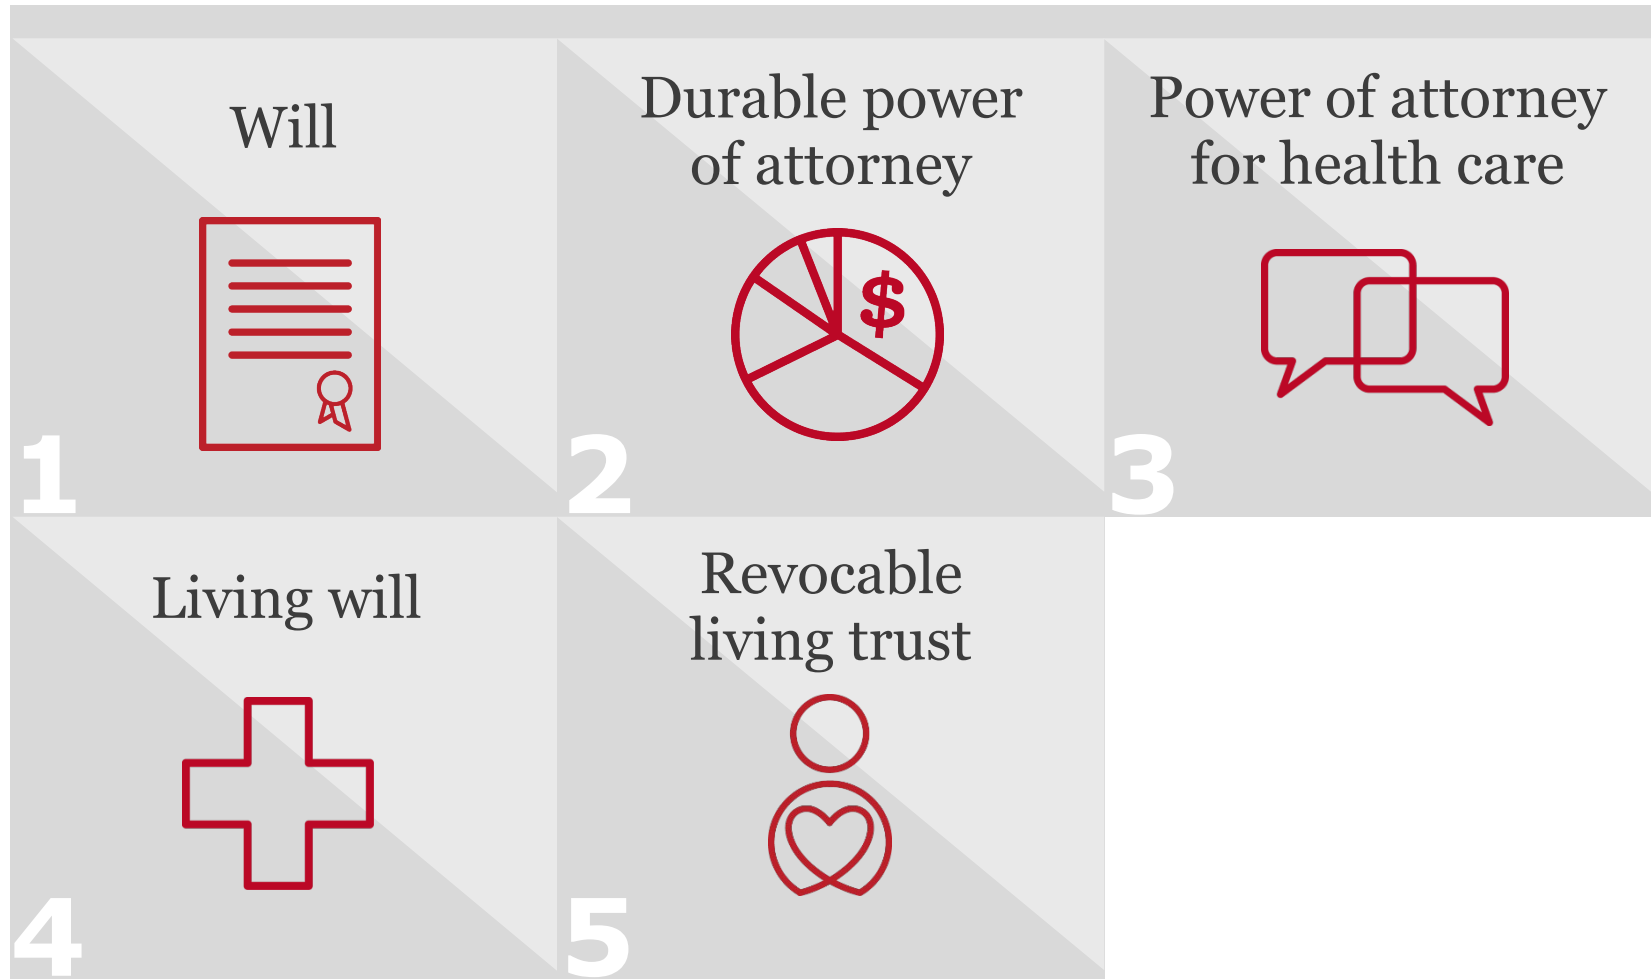 Will
1
Durable power
of attorney
$
2
Power of attorney
for health care
3
Living will
4
Revocable
living trust
5